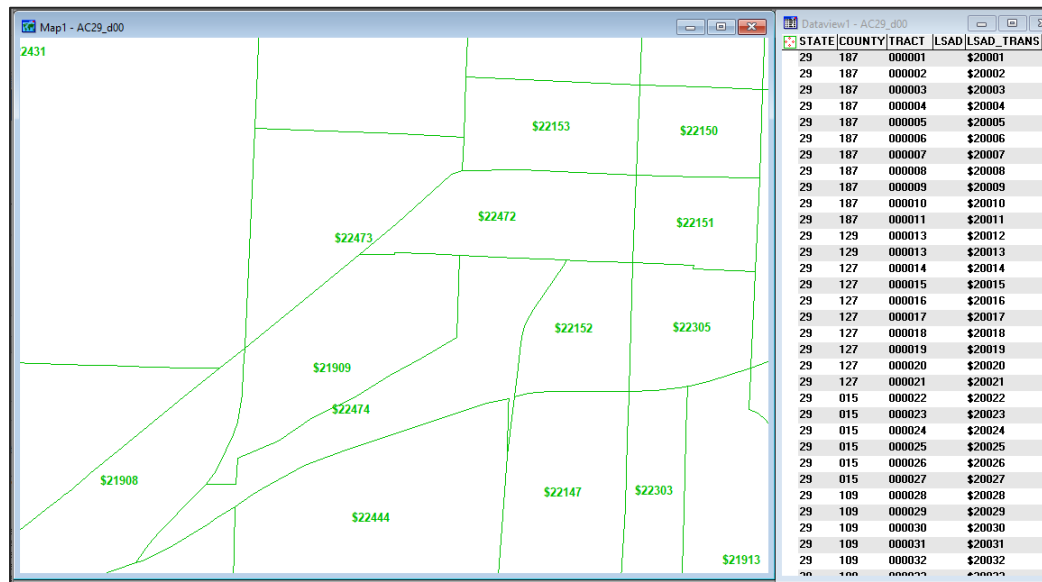 Map1 - AC29_d00
2431
$22153
$22150
$22472
$22151
$22473
$22152
$22305
$21909
$22474
$21908
$22147
$22303
$22444
$21913
Dataview1 - AC29_d00
STATE COUNTY TRACT LSAD LSAD_TRANS
29 187 000001 $20001
29 187 000002 $20002
29 187 000003 $20003
29 187 000004 $20004
29 187 000005 $20005
29 187 000006 $20006
29 187 000007 $20007
29 187 000008 $20008
29 187 000009 $20009
29 187 000010 $20010
29 187 000011 $20011
29 129 000013 $20012
29 129 000013 $20013
29 127 000014 $20014
29 127 000015 $20015
29 127 000016 $20016
29 127 000017 $20017
29 127 000018 $20018
29 127 000019 $20019
29 127 000020 $20020
29 127 000021 $20021
29 015 000022 $20022
29 015 000023 $20023
29 015 000024 $20024
29 015 000025 $20025
29 015 000026 $20026
29 015 000027 $20027
29 109 000028 $20028
29 109 000029 $20029
29 109 000030 $20030
29 109 000031 $20031
29 109 000032 $20032